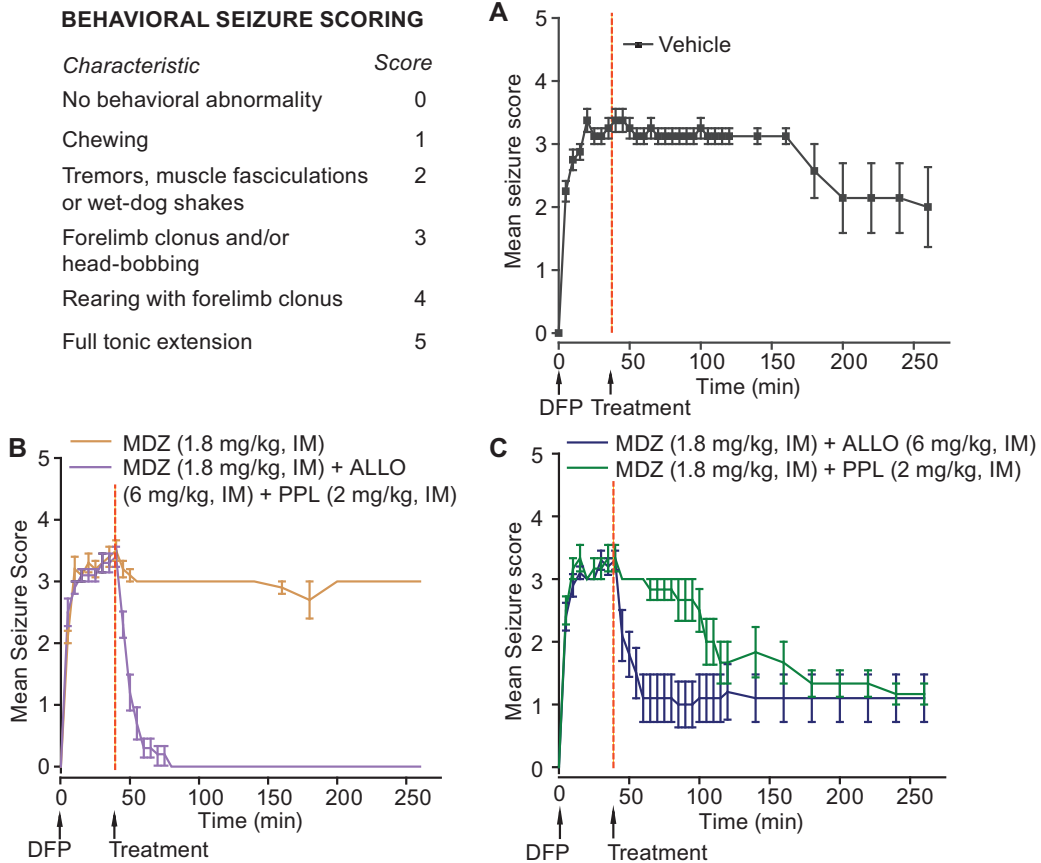 BEHAVIORAL SEIZURE SCORING
Characteristic Score
No behavioral abnormality 0
Chewing 1
Tremors, muscle fasciculations 2
or wet-dog shakes
Forelimb clonus and/or 3
head-bobbing
Rearing with forelimb clonus 4
Full tonic extension 5
A
Vehicle
Mean seizure score
5
4
3
2
1
0
0 50 100 150 200 250
Time (min)
DFP Treatment
B
MDZ (1.8 mg/kg, IM)
MDZ (1.8 mg/kg, IM) + ALLO
(6 mg/kg, IM) + PPL (2 mg/kg, IM)
Mean Seizure Score
5
4
3
2
1
0
0 50 100 150 200 250
Time (min)
DFP Treatment
C
MDZ (1.8 mg/kg, IM) + ALLO (6 mg/kg, IM)
MDZ (1.8 mg/kg, IM) + PPL (2 mg/kg, IM)
Mean Seizure score
5
4
3
2
1
0
0 50 100 150 200 250
Time (min)
DFP Treatment